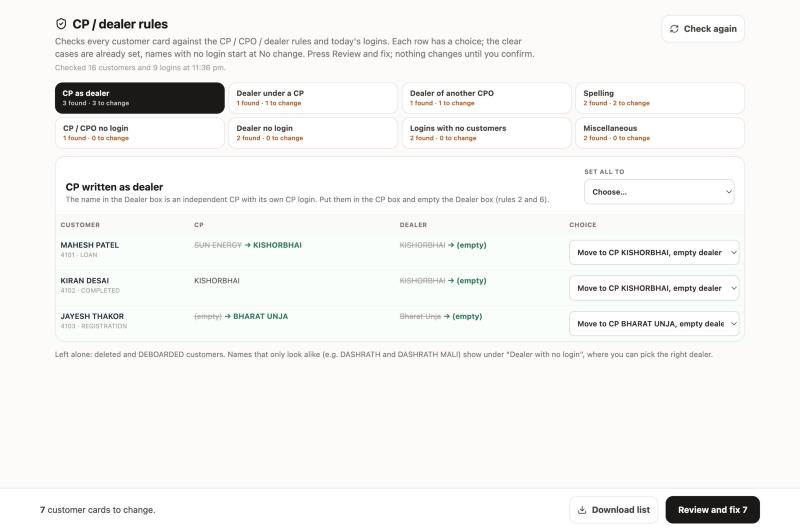 CP / dealer rules
Check again
Checks every customer card against the CP / CPO / dealer rules and today's logins. Each row has a choice; the clear
cases are already set, names with no login start at No change. Press Review and fix; nothing changes until you confirm.
Checked 16 customers and 9 logins at 11:36 pm.
CP as dealer
3 found · 3 to change
Dealer under a CP
1 found · 1 to change
Dealer of another CPO
1 found · 1 to change
Spelling
2 found · 2 to change
CP / CPO no login
1 found · 0 to change
Dealer no login
2 found · 0 to change
Logins with no customers
2 found · 0 to change
Miscellaneous
2 found · 0 to change
SET ALL TO
CP written as dealer
Choose...
The name in the Dealer box is an independent CP with its own CP login. Put them in the CP box and empty the Dealer box (rules 2 and 6).
CUSTOMER CP DEALER CHOICE
MAHESH PATEL SUN ENERGY → KISHORBHAI KISHORBHAI → (empty) Move to CP KISHORBHAI, empty dealer
4101 · LOAN
KIRAN DESAI KISHORBHAI KISHORBHAI → (empty) Move to CP KISHORBHAI, empty dealer
4102 · COMPLETED
JAYESH THAKOR (empty) → BHARAT UNJA Bharat Unja → (empty) Move to CP BHARAT UNJA, empty deale
4103 · REGISTRATION
Left alone: deleted and DEBOARDED customers. Names that only look alike (e.g. DASHRATH and DASHRATH MALI) show under "Dealer with no login", where you can pick the right dealer.
7 customer cards to change.
Download list
Review and fix 7